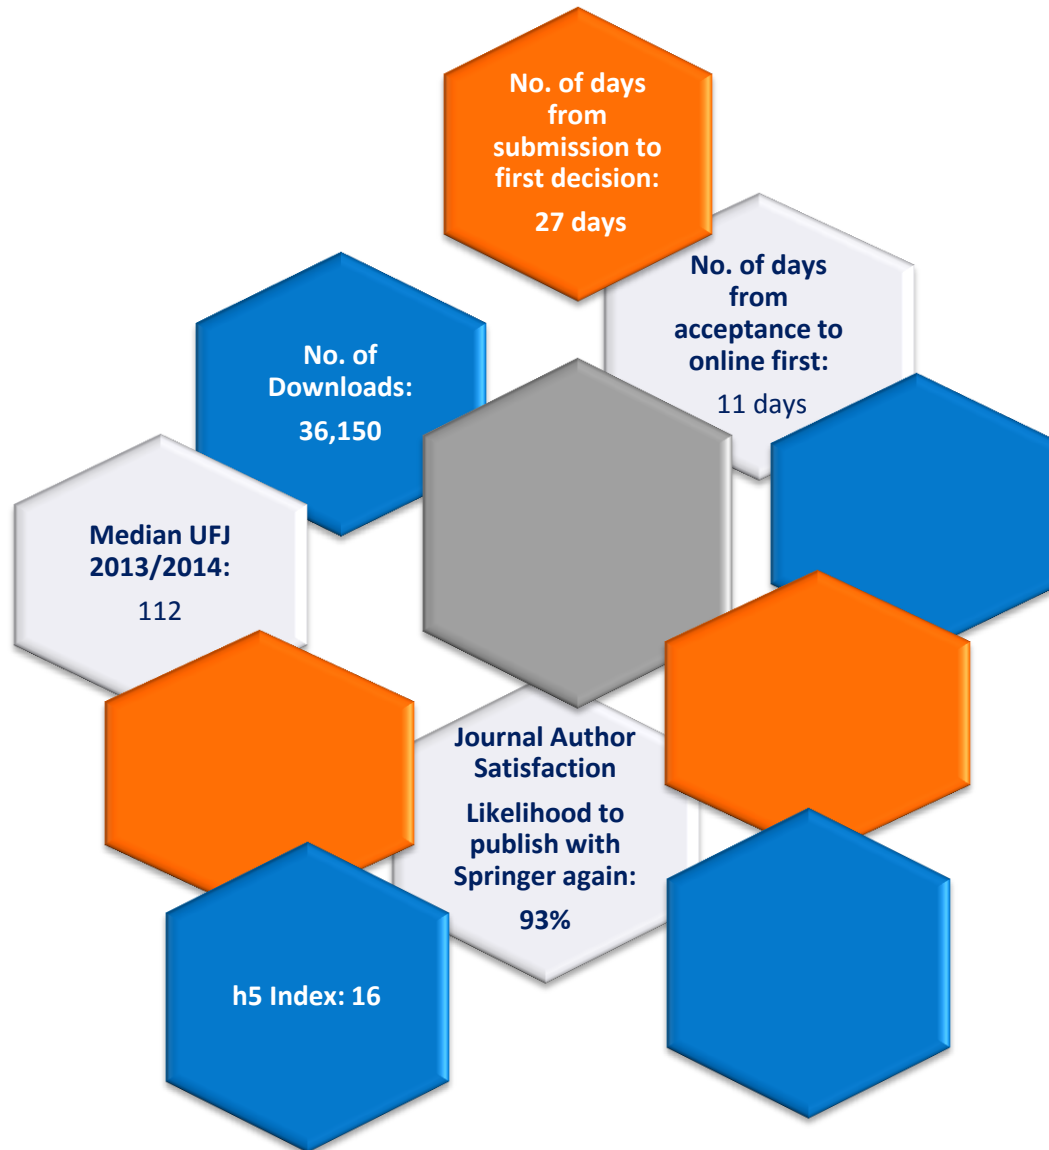 No. of days
from
submission to
first decision:
27 days
No. of days
from
acceptance to
online first:
11 days
No. of
Downloads:
36,150
Median UFJ
2013/2014:
112
Journal Author
Satisfaction
Likelihood to
publish with
Springer again:
93%
h5 Index: 16